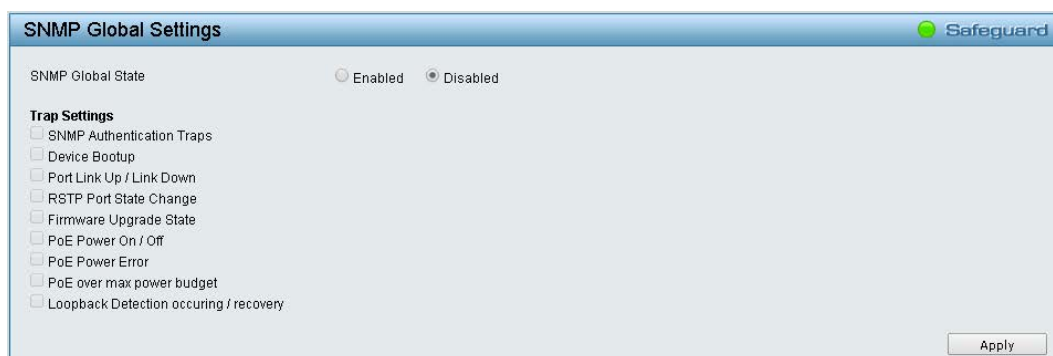 SNMP Global Settings
Safeguard
SNMP Global State Enabled Disabled
Trap Settings
SNMP Authentication Traps
Device Bootup
Port Link Up / Link Down
RSTP Port State Change
Firmware Upgrade State
PoE Power On / Off
PoE Power Error
PoE over max power budget
Loopback Detection occuring / recovery
Apply